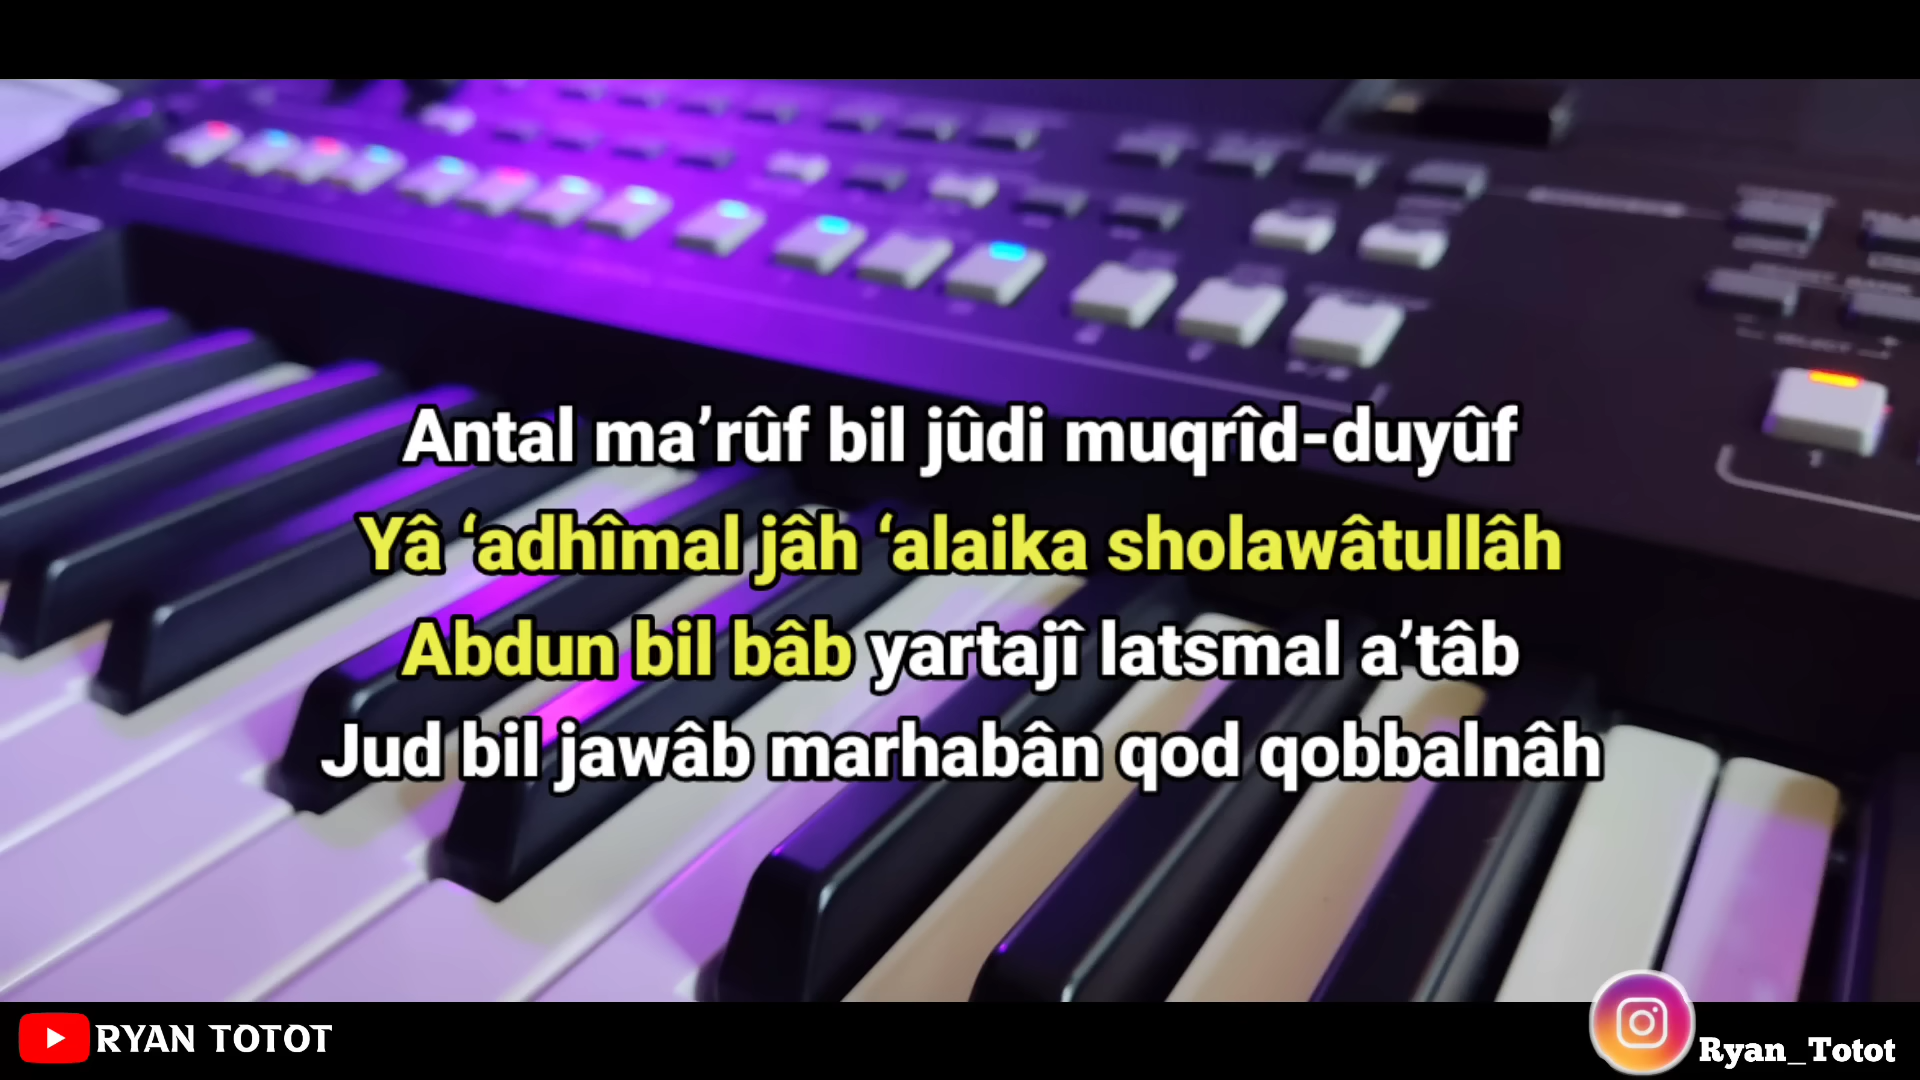 Antal ma’rûf bil jûdi muqrîd-duyûf
Yâ ‘adhîmal jâh ‘alaika sholawâtullâh
Abdun bil bâb yartajî latsmal a’tâb
Jud bil jawâb marhabân qod qobbalnâh
RYAN TOTOT
Ryan_Totot